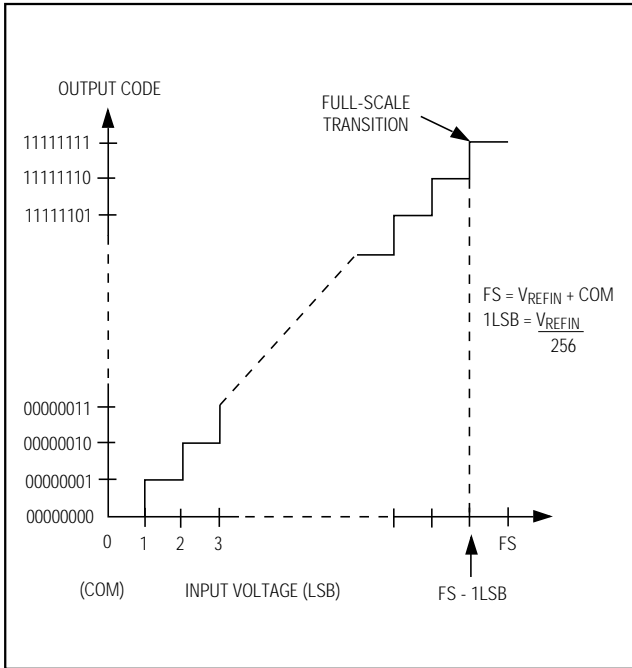 OUTPUT CODE
FULL-SCALE
TRANSITION
11111111
11111110
11111101
FS = VREFIN + COM
1LSB = VREFIN
256
00000011
00000010
00000001
00000000
0 1 2 3 FS
(COM) INPUT VOLTAGE (LSB) FS - 1LSB